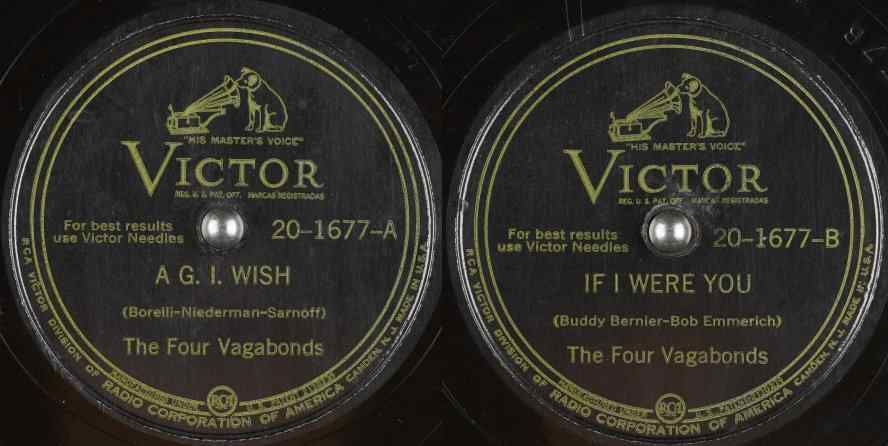 "HIS MASTER'S VOICE"
VICTOR
REG. U. S. PAT. OFF. MARCAS REGISTRADAS
For best results
use Victor Needles
20-1677-A
A G. I. WISH
(Borelli-Niederman-Sarnoff)
The Four Vagabonds
RCA VICTOR DIVISION OF RADIO CORPORATION OF AMERICA CAMDEN, N. J. MADE IN U.S.A.
RCA
"HIS MASTER'S VOICE"
VICTOR
REG. U. S. PAT. OFF. MARCAS REGISTRADAS
For best results
use Victor Needles
20-1677-B
IF I WERE YOU
(Buddy Bernier-Bob Emmerich)
The Four Vagabonds
RCA VICTOR DIVISION OF RADIO CORPORATION OF AMERICA CAMDEN, N. J. MADE IN U.S.A.
RCA